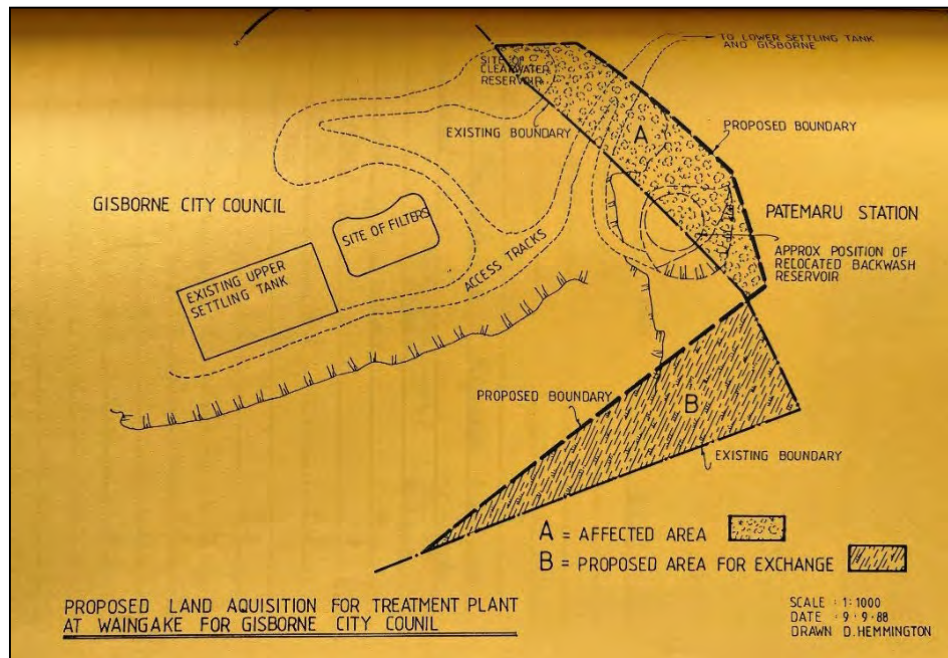 TO LOWER SETTLING TANK
AND GISBORNE
SITE OF
CLEARWATER
RESERVOIR
EXISTING BOUNDARY
A
PROPOSED BOUNDARY
GISBORNE CITY COUNCIL
SITE OF FILTERS
PATEMARU STATION
EXISTING UPPER
SETTLING TANK
ACCESS TRACKS
APPROX POSITION OF
RELOCATED BACKWASH
RESERVOIR
PROPOSED BOUNDARY
B
EXISTING BOUNDARY
A = AFFECTED AREA
B = PROPOSED AREA FOR EXCHANGE
PROPOSED LAND AQUISITION FOR TREATMENT PLANT
AT WAINGAKE FOR GISBORNE CITY COUNIL
SCALE : 1:1000
DATE : 9·9·88
DRAWN D.HEMMINGTON